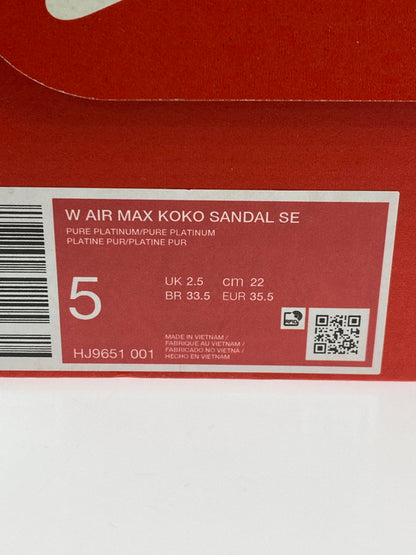 W AIR MAX KOKO SANDAL SE
PURE PLATINUM/PURE PLATINUM
PLATINE PUR/PLATINE PUR
5
UK 2.5 cm 22
BR 33.5 EUR 35.5
HJ9651 001
MADE IN VIETNAM /
FABRIQUÉ AU VIETNAM /
FABRICADO NO VIETNA /
HECHO EN VIETNAM